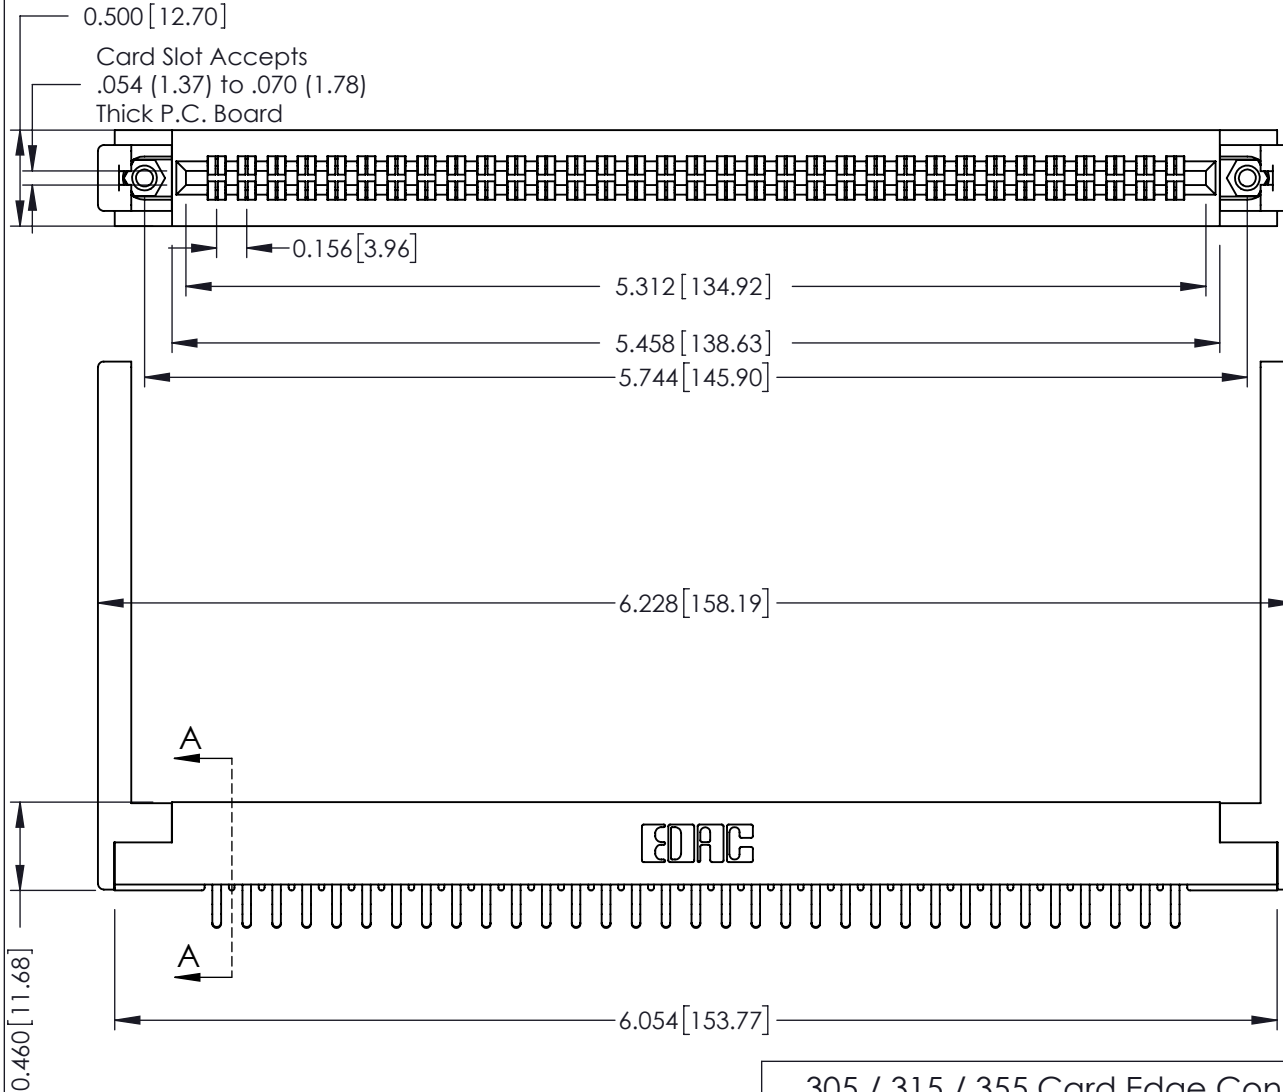 0.500 [12.70]
Card Slot Accepts
.054 (1.37) to .070 (1.78)
Thick P.C. Board
0.156 [3.96]
5.312 [134.92]
5.458 [138.63]
5.744 [145.90]
6.228 [158.19]
A
EDAC
A
0.460 [11.68]
6.054 [153.77]
305 / 315 / 355 Card Edge Con